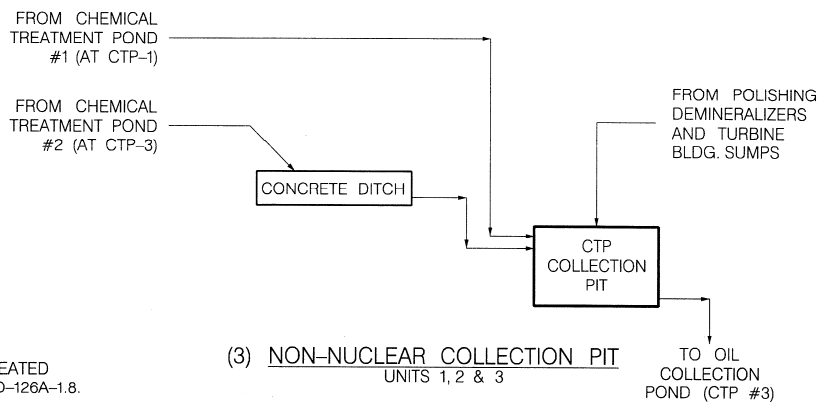 FROM CHEMICAL
TREATMENT POND
#1 (AT CTP-1)
FROM CHEMICAL
TREATMENT POND
#2 (AT CTP-3)
FROM POLISHING
DEMINERALIZERS
AND TURBINE
BLDG. SUMPS
CONCRETE DITCH
CTP
COLLECTION
PIT
(3) NON-NUCLEAR COLLECTION PIT
UNITS 1, 2 & 3
TO OIL
COLLECTION
POND (CTP #3)
EATED
-126A-1.8.